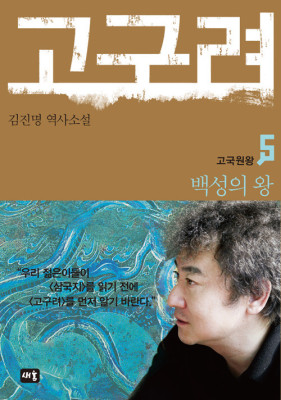 고구려
김진명 역사소설
고국원왕 5
백성의 왕
"우리 젊은이들이
<삼국지>를 읽기 전에
<고구려>를 먼저 알기 바란다."
새움